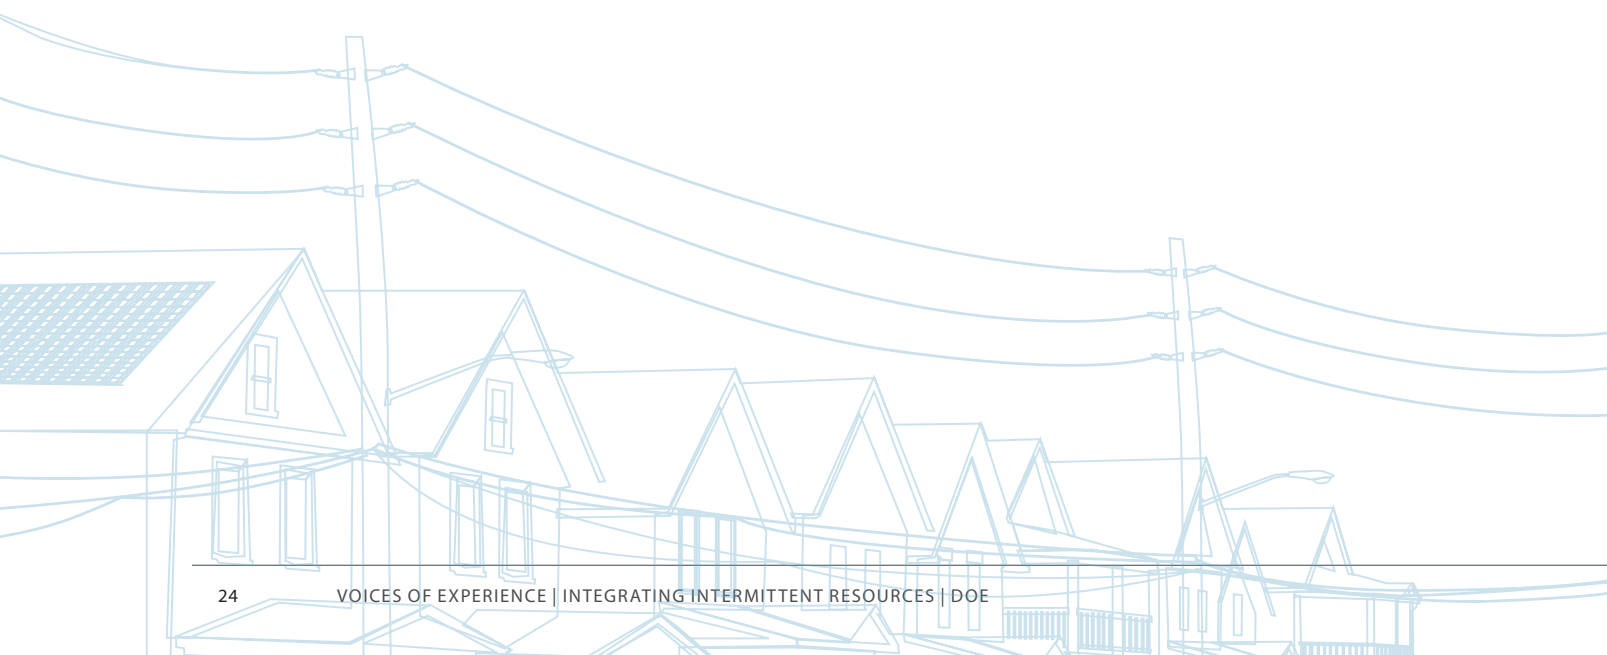 24 VOICES OF EXPERIENCE | INTEGRATING INTERMITTENT RESOURCES | DOE